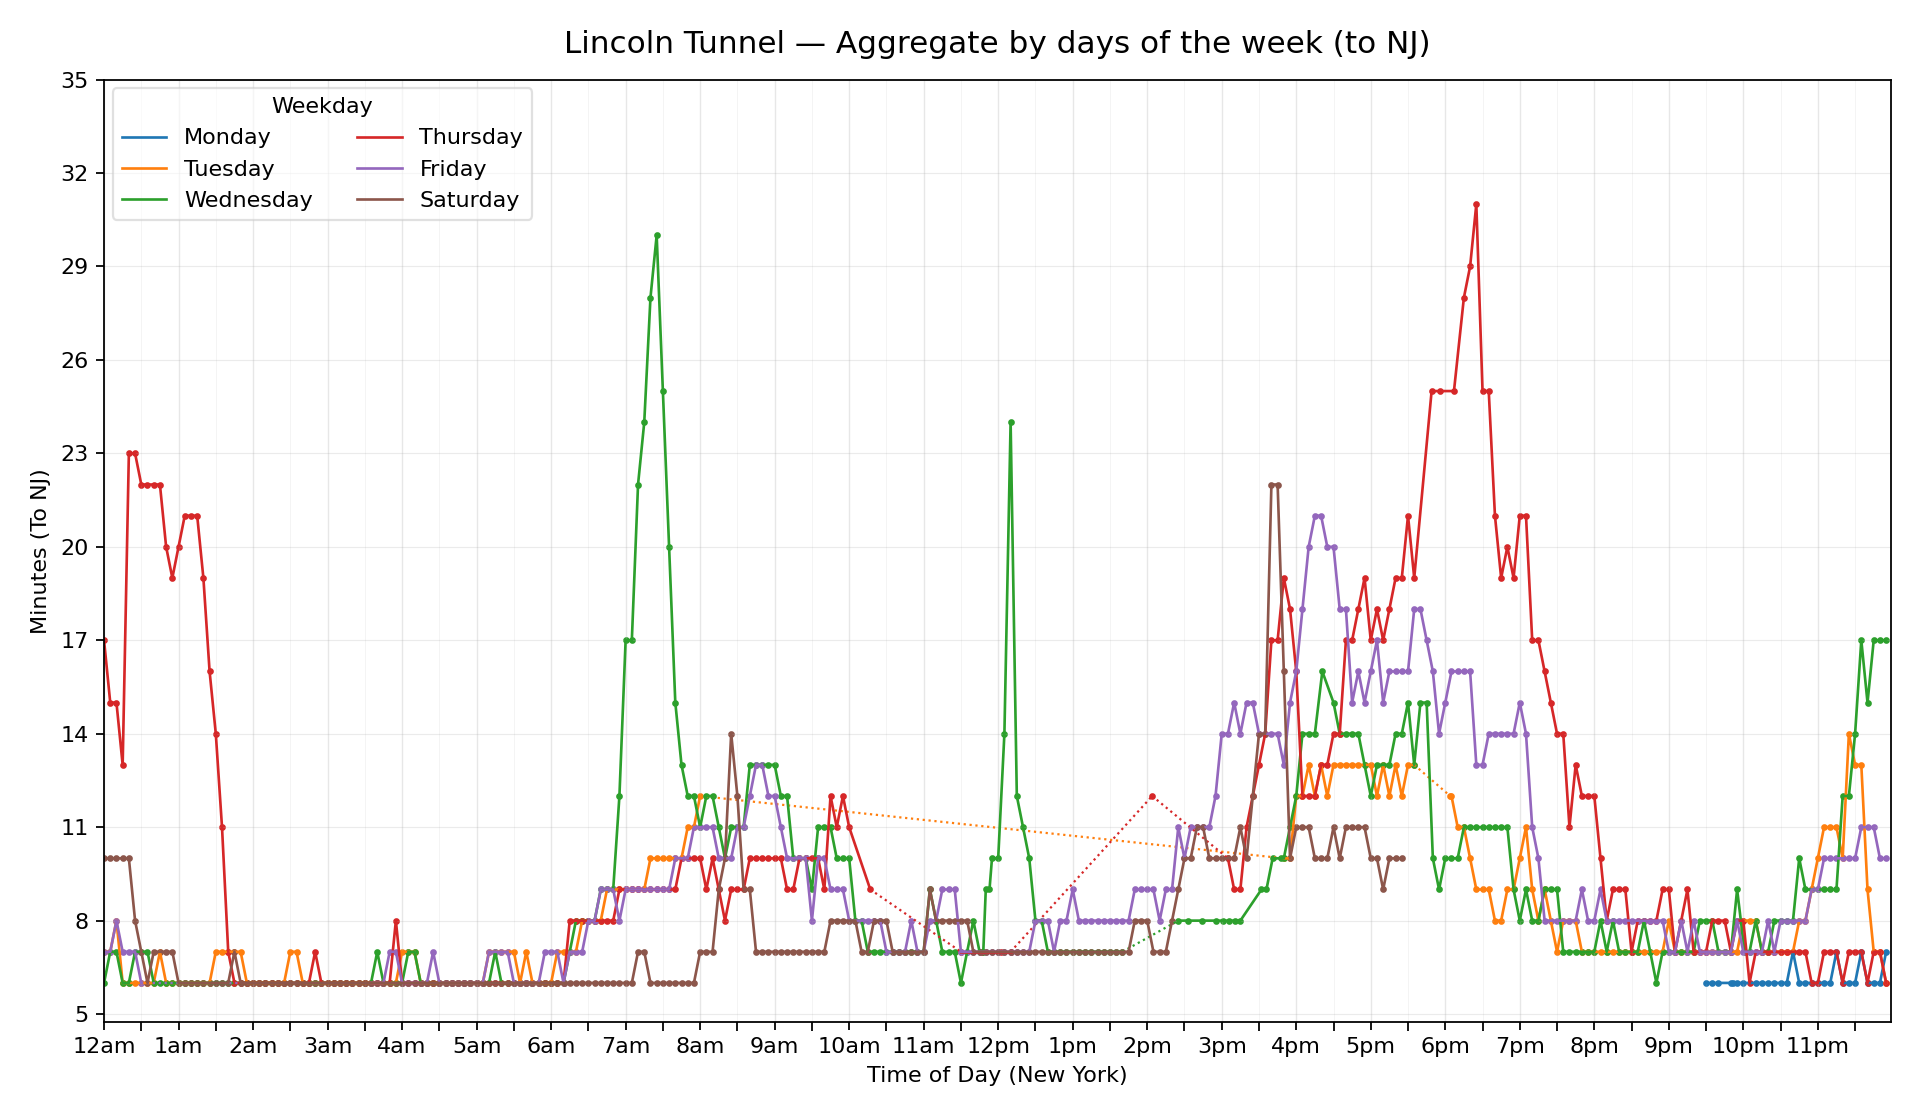 Lincoln Tunnel — Aggregate by days of the week (to NJ)
Weekday
Monday
Tuesday
Wednesday
Thursday
Friday
Saturday
35
32
29
26
23
20
17
14
11
8
5
Minutes (To NJ)
12am 1am 2am 3am 4am 5am 6am 7am 8am 9am 10am 11am 12pm 1pm 2pm 3pm 4pm 5pm 6pm 7pm 8pm 9pm 10pm 11pm
Time of Day (New York)